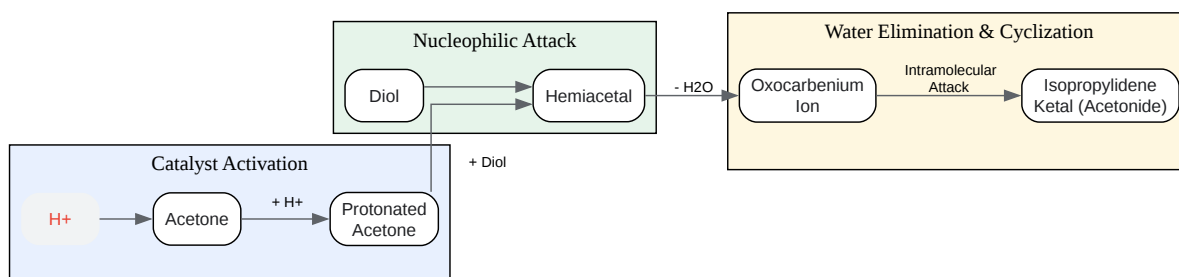 Water Elimination & Cyclization
Nucleophilic Attack
Diol
Hemiacetal
- H2O
Oxocarbenium
Ion
Intramolecular
Attack
Isopropylidene
Ketal (Acetonide)
Catalyst Activation
+ Diol
H+
Acetone
+ H+
Protonated
Acetone